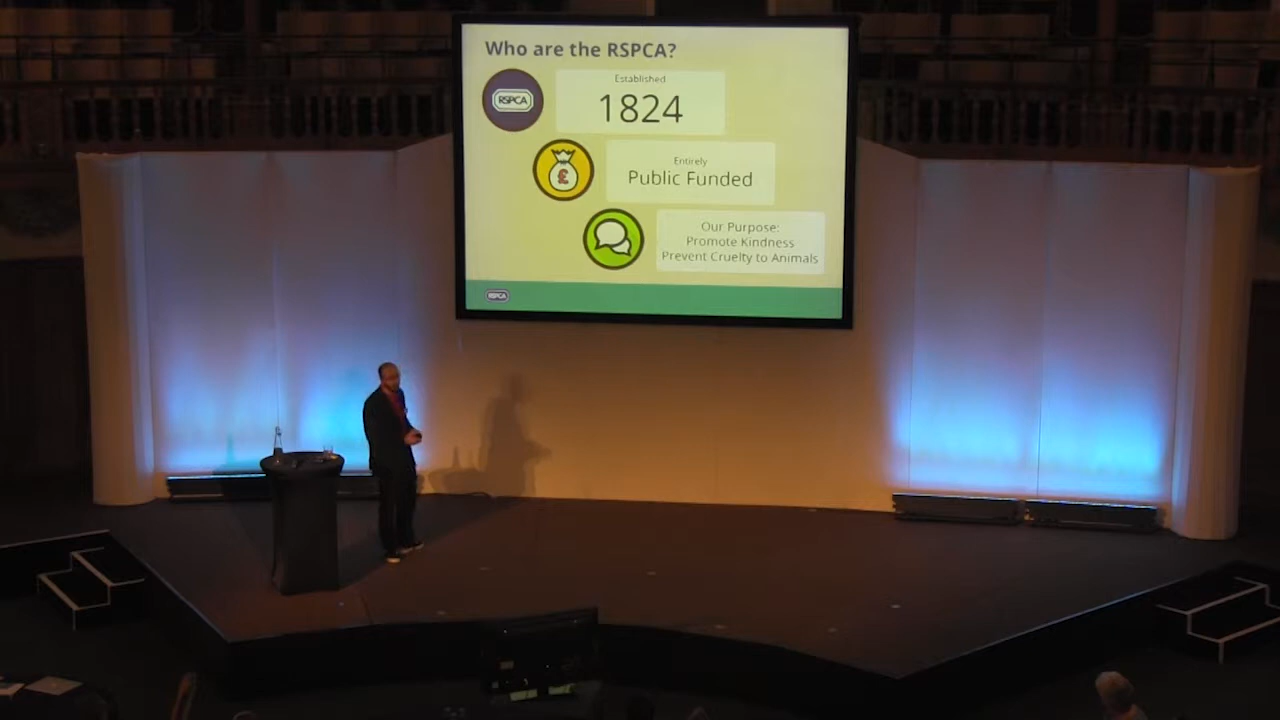 Who are the RSPCA?
RSPCA
Established
1824
£
Entirely
Public Funded
Our Purpose:
Promote Kindness
Prevent Cruelty to Animals
RSPCA